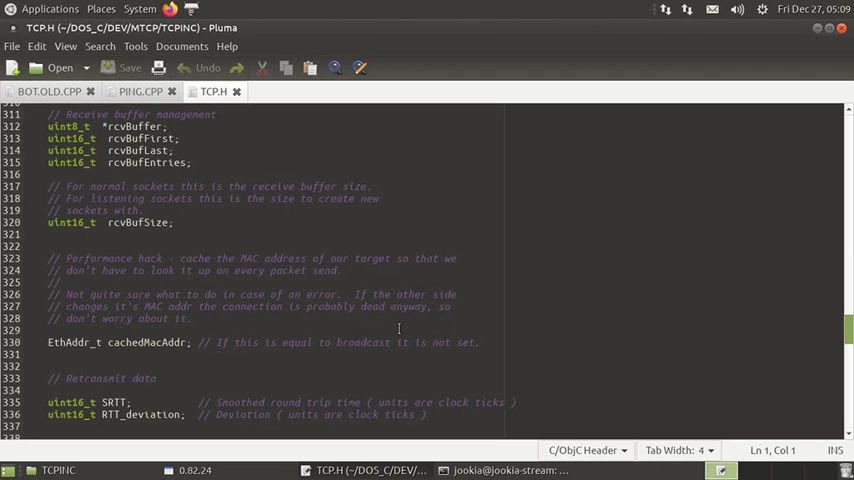 Applications Places System Fri Dec 27, 05:09
TCP.H (~/DOS_C/DEV/MTCP/TCPINC) - Pluma
File Edit View Search Tools Documents Help
Open Save Undo
BOT.OLD.CPP PING.CPP TCP.H
311 // Receive buffer management
312 uint8_t *rcvBuffer;
313 uint16_t rcvBufFirst;
314 uint16_t rcvBufLast;
315 uint16_t rcvBufEntries;
316
317 // For normal sockets this is the receive buffer size.
318 // For listening sockets this is the size to create new
319 // sockets with.
320 uint16_t rcvBufSize;
321
322
323 // Performance hack - cache the MAC address of our target so that we
324 // don't have to look it up on every packet send.
325 //
326 // Not quite sure what to do in case of an error. If the other side
327 // changes it's MAC addr the connection is probably dead anyway, so
328 // don't worry about it.
329
330 EthAddr_t cachedMacAddr; // If this is equal to broadcast it is not set.
331
332
333 // Retransmit data
334
335 uint16_t SRTT; // Smoothed round trip time ( units are clock ticks )
336 uint16_t RTT_deviation; // Deviation ( units are clock ticks )
337
C/ObjC Header Tab Width: 4 Ln 1, Col 1 INS
TCPINC 0.82.24 TCP.H (~/DOS_C/DEV/... jookia@jookia-stream: ...